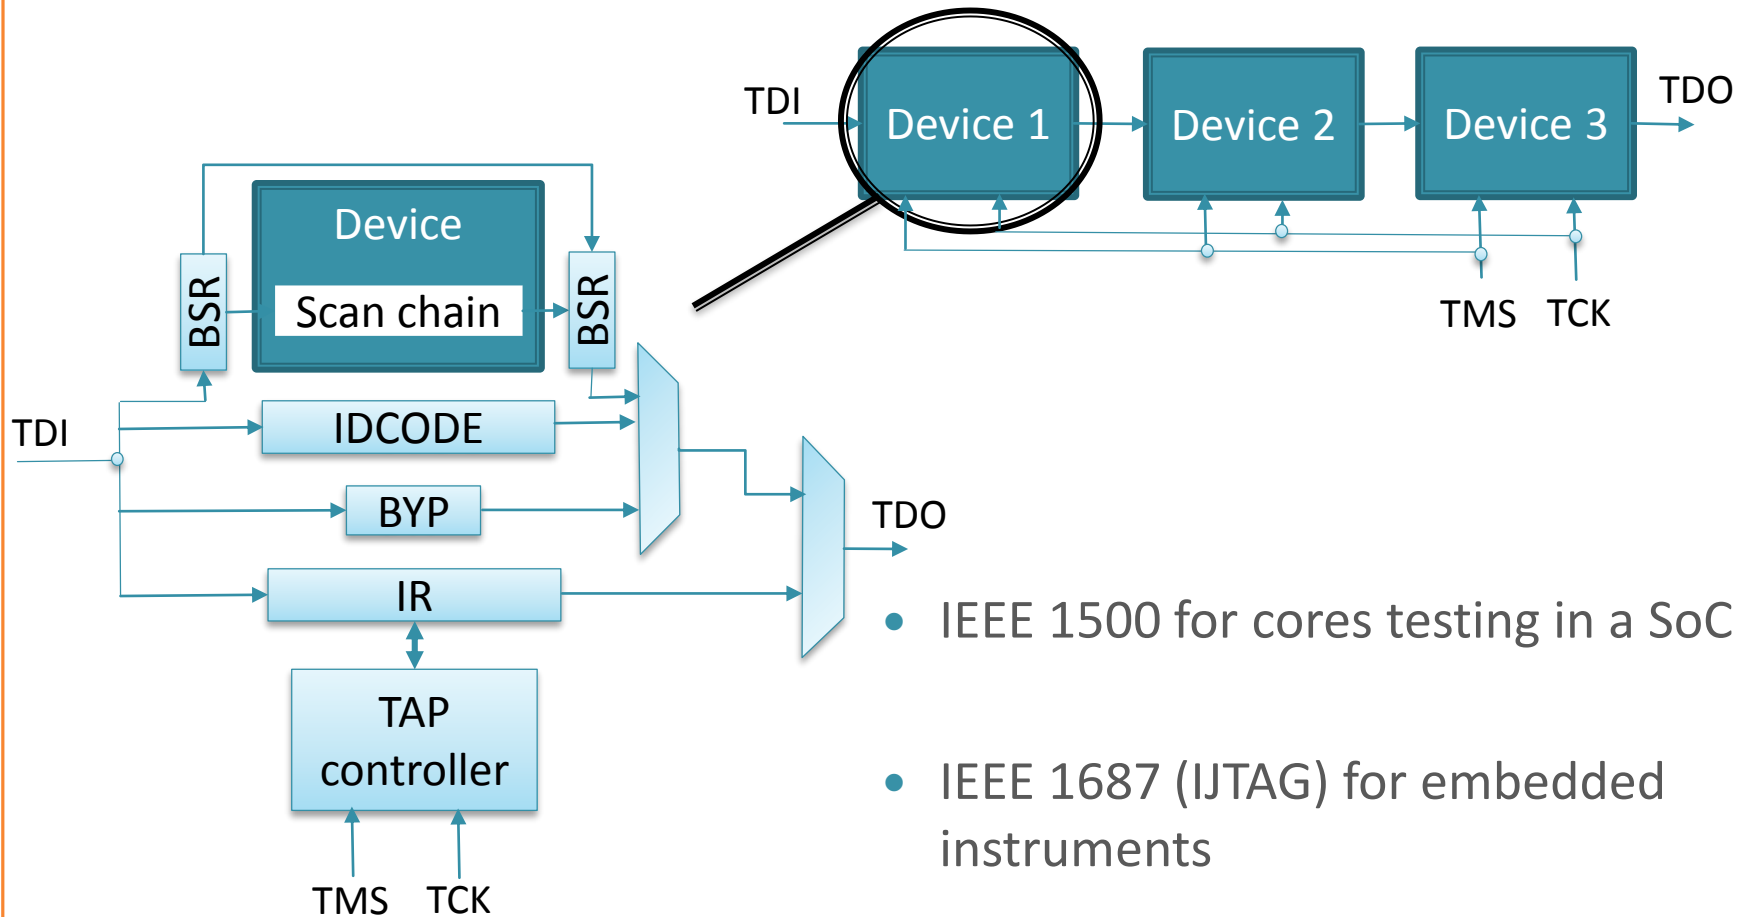 TDI
Device 1
Device 2
Device 3
TDO
TMS
TCK
Device
BSR
Scan chain
BSR
TDI
IDCODE
BYP
TDO
IR
TAP
controller
TMS
TCK
• IEEE 1500 for cores testing in a SoC
• IEEE 1687 (IJTAG) for embedded
instruments